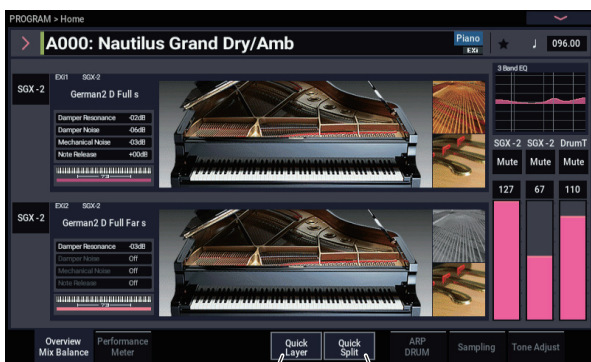 PROGRAM > Home
A000: Nautilus Grand Dry/Amb
Piano
EXi
♩ 096.00
SGX-2
EXI1 SGX-2
German2 D Full s
Damper Resonance -02dB
Damper Noise -06dB
Mechanical Noise -03dB
Note Release +00dB
73
3 Band EQ
SGX-2 SGX-2 DrumT
Mute Mute Mute
127 67 110
SGX-2
EXI2 SGX-2
German2 D Full Far s
Damper Resonance -03dB
Damper Noise Off
Mechanical Noise Off
Note Release Off
73
Overview
Mix Balance
Performance
Meter
Quick
Layer
Quick
Split
ARP
DRUM
Sampling
Tone Adjust